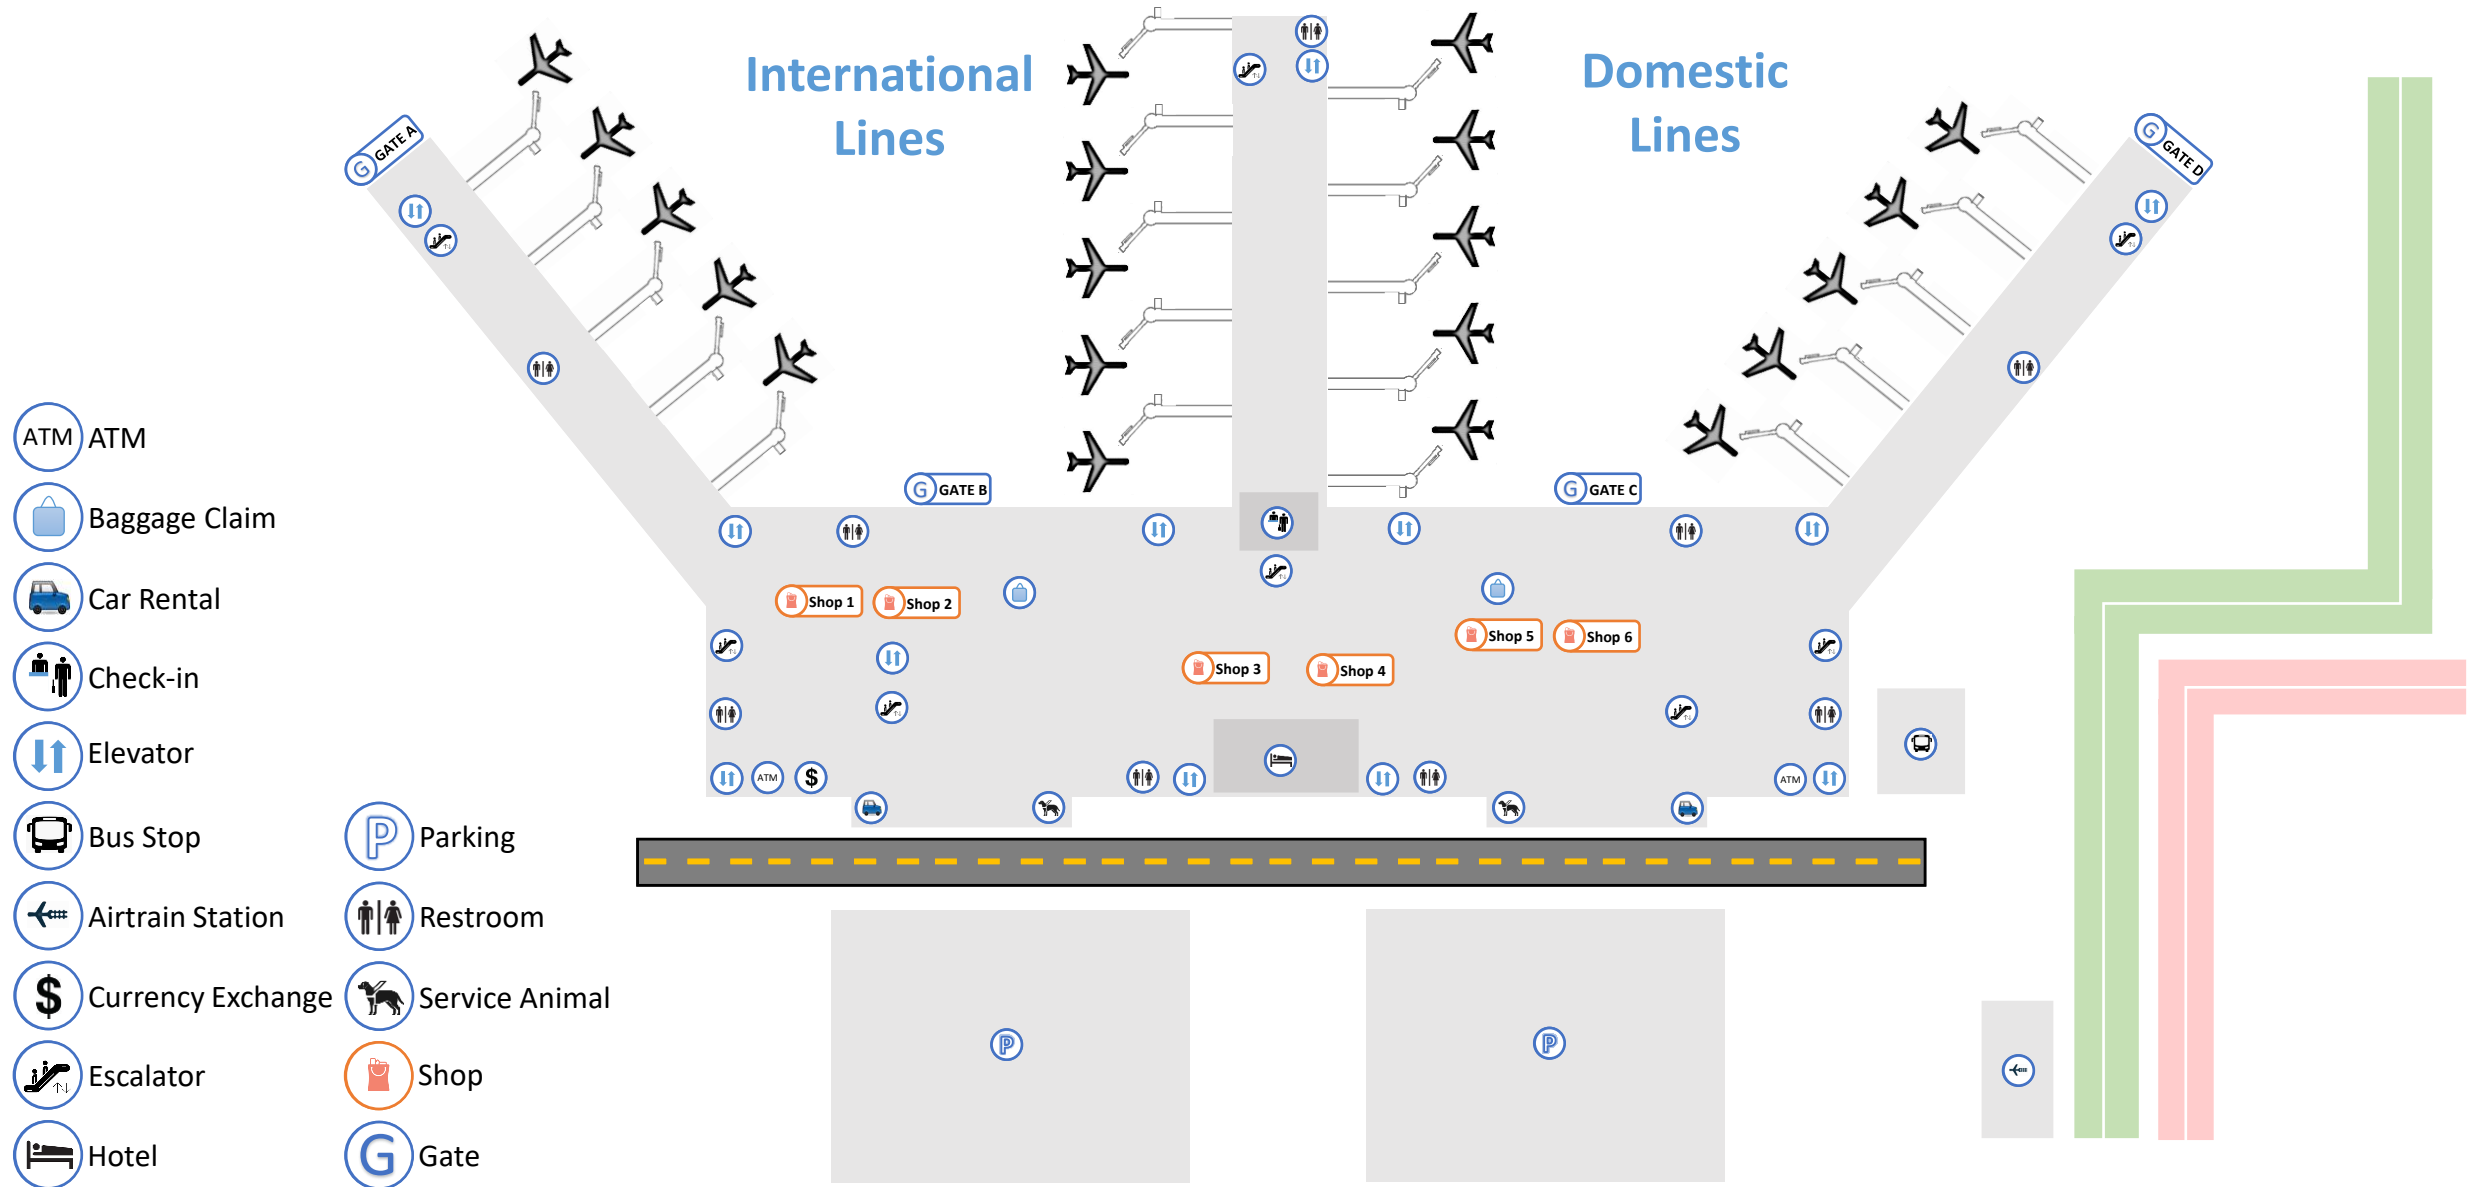 International
Lines
Domestic
Lines
G GATE A
G GATE D
G GATE B
G GATE C
Shop 1
Shop 2
Shop 3
Shop 4
Shop 5
Shop 6
ATM
$
ATM
P
P
ATM ATM
Baggage Claim
Car Rental
Check-in
Elevator
Bus Stop
Airtrain Station
$ Currency Exchange
Escalator
Hotel
P Parking
Restroom
Service Animal
Shop
G Gate